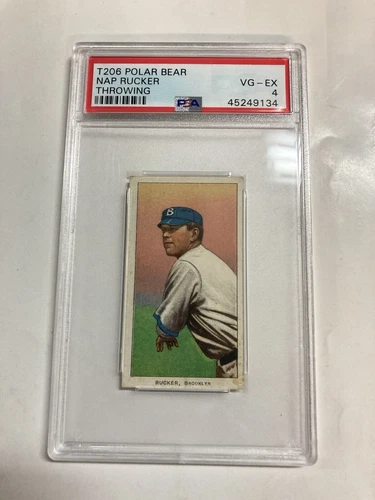 T206 POLAR BEAR
NAP RUCKER VG-EX
THROWING 4
PSA 45249134
B
RUCKER, BROOKLYN